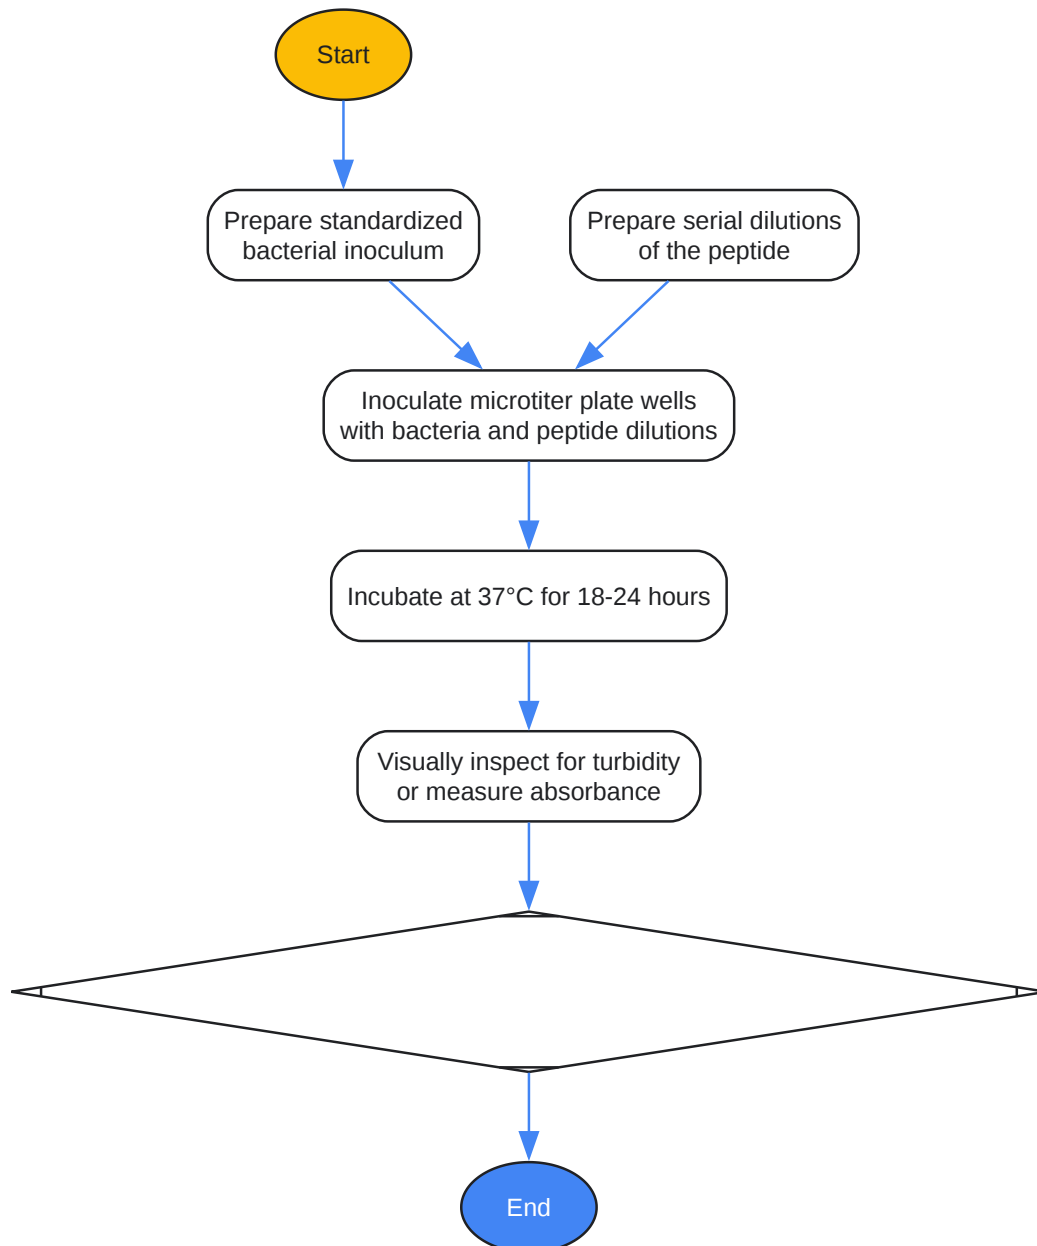 Start
Prepare standardized
bacterial inoculum
Prepare serial dilutions
of the peptide
Inoculate microtiter plate wells
with bacteria and peptide dilutions
Incubate at 37°C for 18-24 hours
Visually inspect for turbidity
or measure absorbance
End